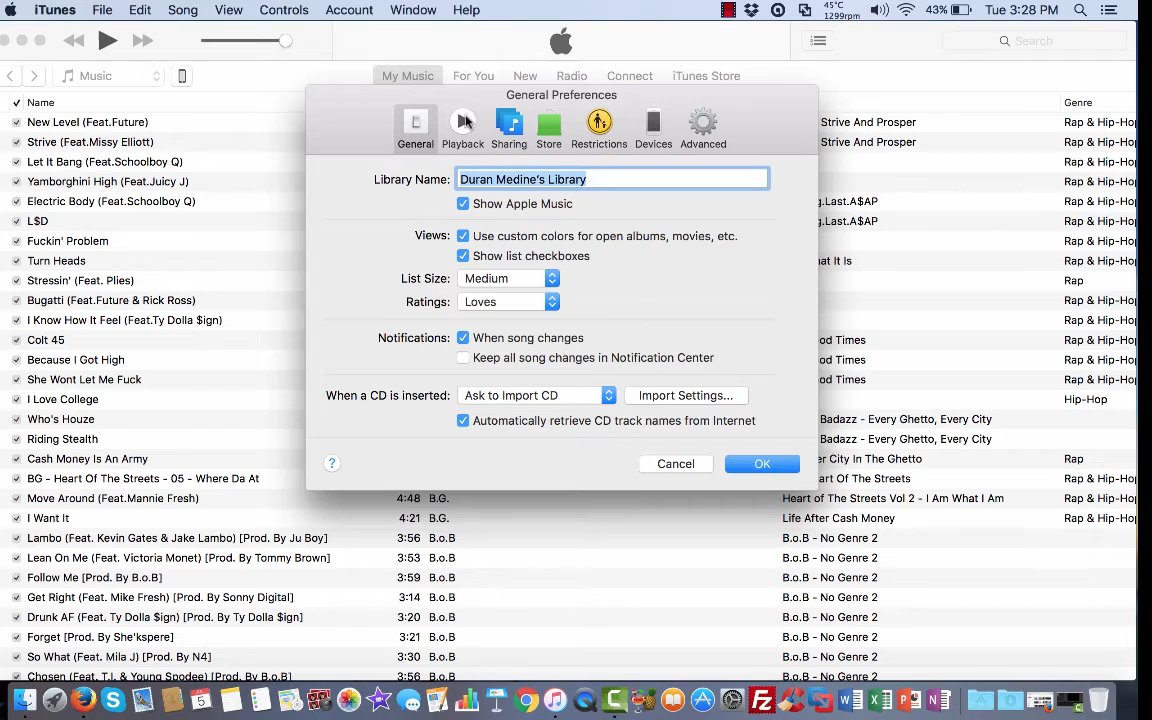 iTunes File Edit Song View Controls Account Window Help 45°C 1299rpm 43% Tue 3:28 PM
Search
Music My Music For You New Radio Connect iTunes Store
General Preferences
Name Genre
General Playback Sharing Store Restrictions Devices Advanced
New Level (Feat.Future) Strive And Prosper Rap & Hip-Hop
Strive (Feat.Missy Elliott) Strive And Prosper Rap & Hip-Hop
Let It Bang (Feat.Schoolboy Q) Rap & Hip-Hop
Library Name: Duran Medine's Library
Yamborghini High (Feat.Juicy J) Rap & Hip-Hop
Show Apple Music
Electric Body (Feat.Schoolboy Q) g.Last.A$AP Rap & Hip-Hop
L$D g.Last.A$AP Rap & Hip-Hop
Views: Use custom colors for open albums, movies, etc.
Fuckin' Problem Rap & Hip-Hop
Show list checkboxes
Turn Heads hat It Is Rap & Hip-Hop
List Size: Medium
Stressin' (Feat. Plies) Rap
Ratings: Loves
Bugatti (Feat.Future & Rick Ross) Rap & Hip-Hop
I Know How It Feel (Feat.Ty Dolla $ign) Rap & Hip-Hop
Notifications: When song changes
Colt 45 od Times Rap & Hip-Hop
Keep all song changes in Notification Center
Because I Got High od Times Rap & Hip-Hop
She Wont Let Me Fuck od Times Rap & Hip-Hop
When a CD is inserted: Ask to Import CD Import Settings...
I Love College Hip-Hop
Automatically retrieve CD track names from Internet
Who's Houze Badazz - Every Ghetto, Every City Rap & Hip-Hop
Riding Stealth Badazz - Every Ghetto, Every City Rap & Hip-Hop
Cash Money Is An Army er City In The Ghetto Rap
? Cancel OK
BG - Heart Of The Streets - 05 - Where Da At Of The Streets Rap & Hip-Hop
Move Around (Feat.Mannie Fresh) 4:48 B.G. Heart of The Streets Vol 2 - I Am What I Am Rap & Hip-Hop
I Want It 4:21 B.G. Life After Cash Money Rap & Hip-Hop
Lambo (Feat. Kevin Gates & Jake Lambo) [Prod. By Ju Boy] 3:56 B.o.B B.o.B - No Genre 2
Lean On Me (Feat. Victoria Monet) [Prod. By Tommy Brown] 3:53 B.o.B B.o.B - No Genre 2
Follow Me [Prod. By B.o.B] 3:59 B.o.B B.o.B - No Genre 2
Get Right (Feat. Mike Fresh) [Prod. By Sonny Digital] 3:14 B.o.B B.o.B - No Genre 2
Drunk AF (Feat. Ty Dolla $ign) [Prod. By Ty Dolla $ign] 3:20 B.o.B B.o.B - No Genre 2
Forget [Prod. By She'kspere] 3:21 B.o.B B.o.B - No Genre 2
So What (Feat. Mila J) [Prod. By N4] 3:30 B.o.B B.o.B - No Genre 2
Chosen (Feat. T.I. & Young Dro) [Prod. By B.o.B] B.o.B B.o.B - No Genre 2